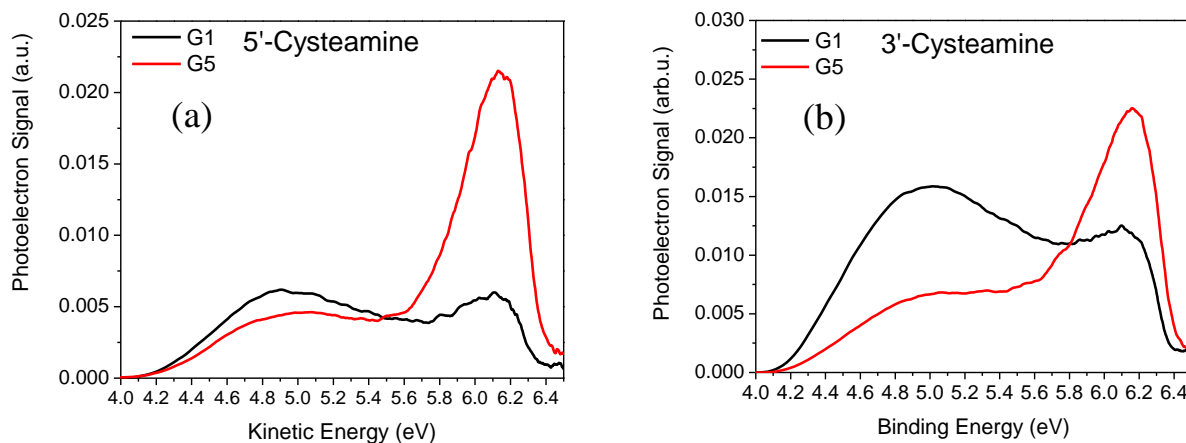 G1
G5
5'-Cysteamine
(a)
Photoelectron Signal (a.u.)
0.025
0.020
0.015
0.010
0.005
0.000
4.0 4.2 4.4 4.6 4.8 5.0 5.2 5.4 5.6 5.8 6.0 6.2 6.4
Kinetic Energy (eV)
G1
G5
3'-Cysteamine
(b)
Photoelectron Signal (arb.u.)
0.030
0.025
0.020
0.015
0.010
0.005
0.000
4.0 4.2 4.4 4.6 4.8 5.0 5.2 5.4 5.6 5.8 6.0 6.2 6.4
Binding Energy (eV)